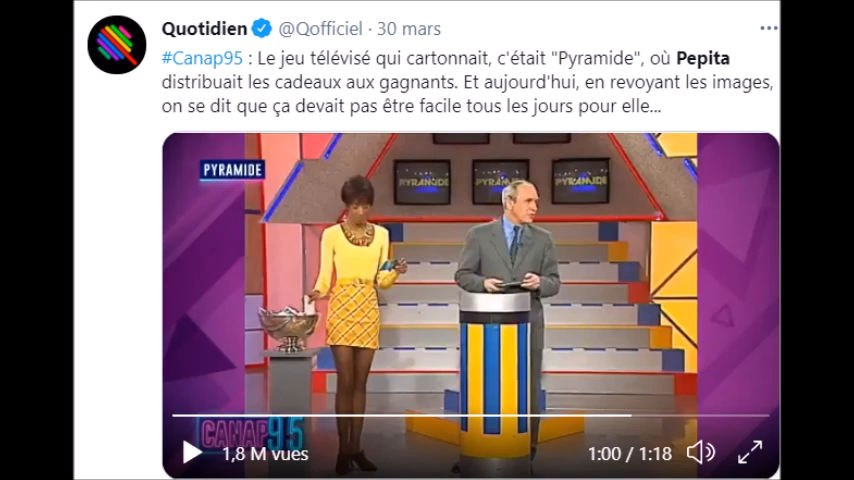 Quotidien @Qofficiel · 30 mars
#Canap95 : Le jeu télévisé qui cartonnait, c'était "Pyramide", où Pepita
distribuait les cadeaux aux gagnants. Et aujourd'hui, en revoyant les images,
on se dit que ça devait pas être facile tous les jours pour elle...
PYRAMIDE
PYRAMIDE PYRAMIDE PYRAMIDE
CANAP95
1,8 M vues
1:00 / 1:18